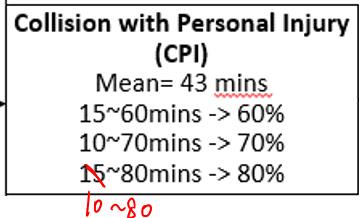 Collision with Personal Injury
(CPI)
Mean= 43 mins
15~60mins -> 60%
10~70mins -> 70%
15~80mins -> 80%
10~80